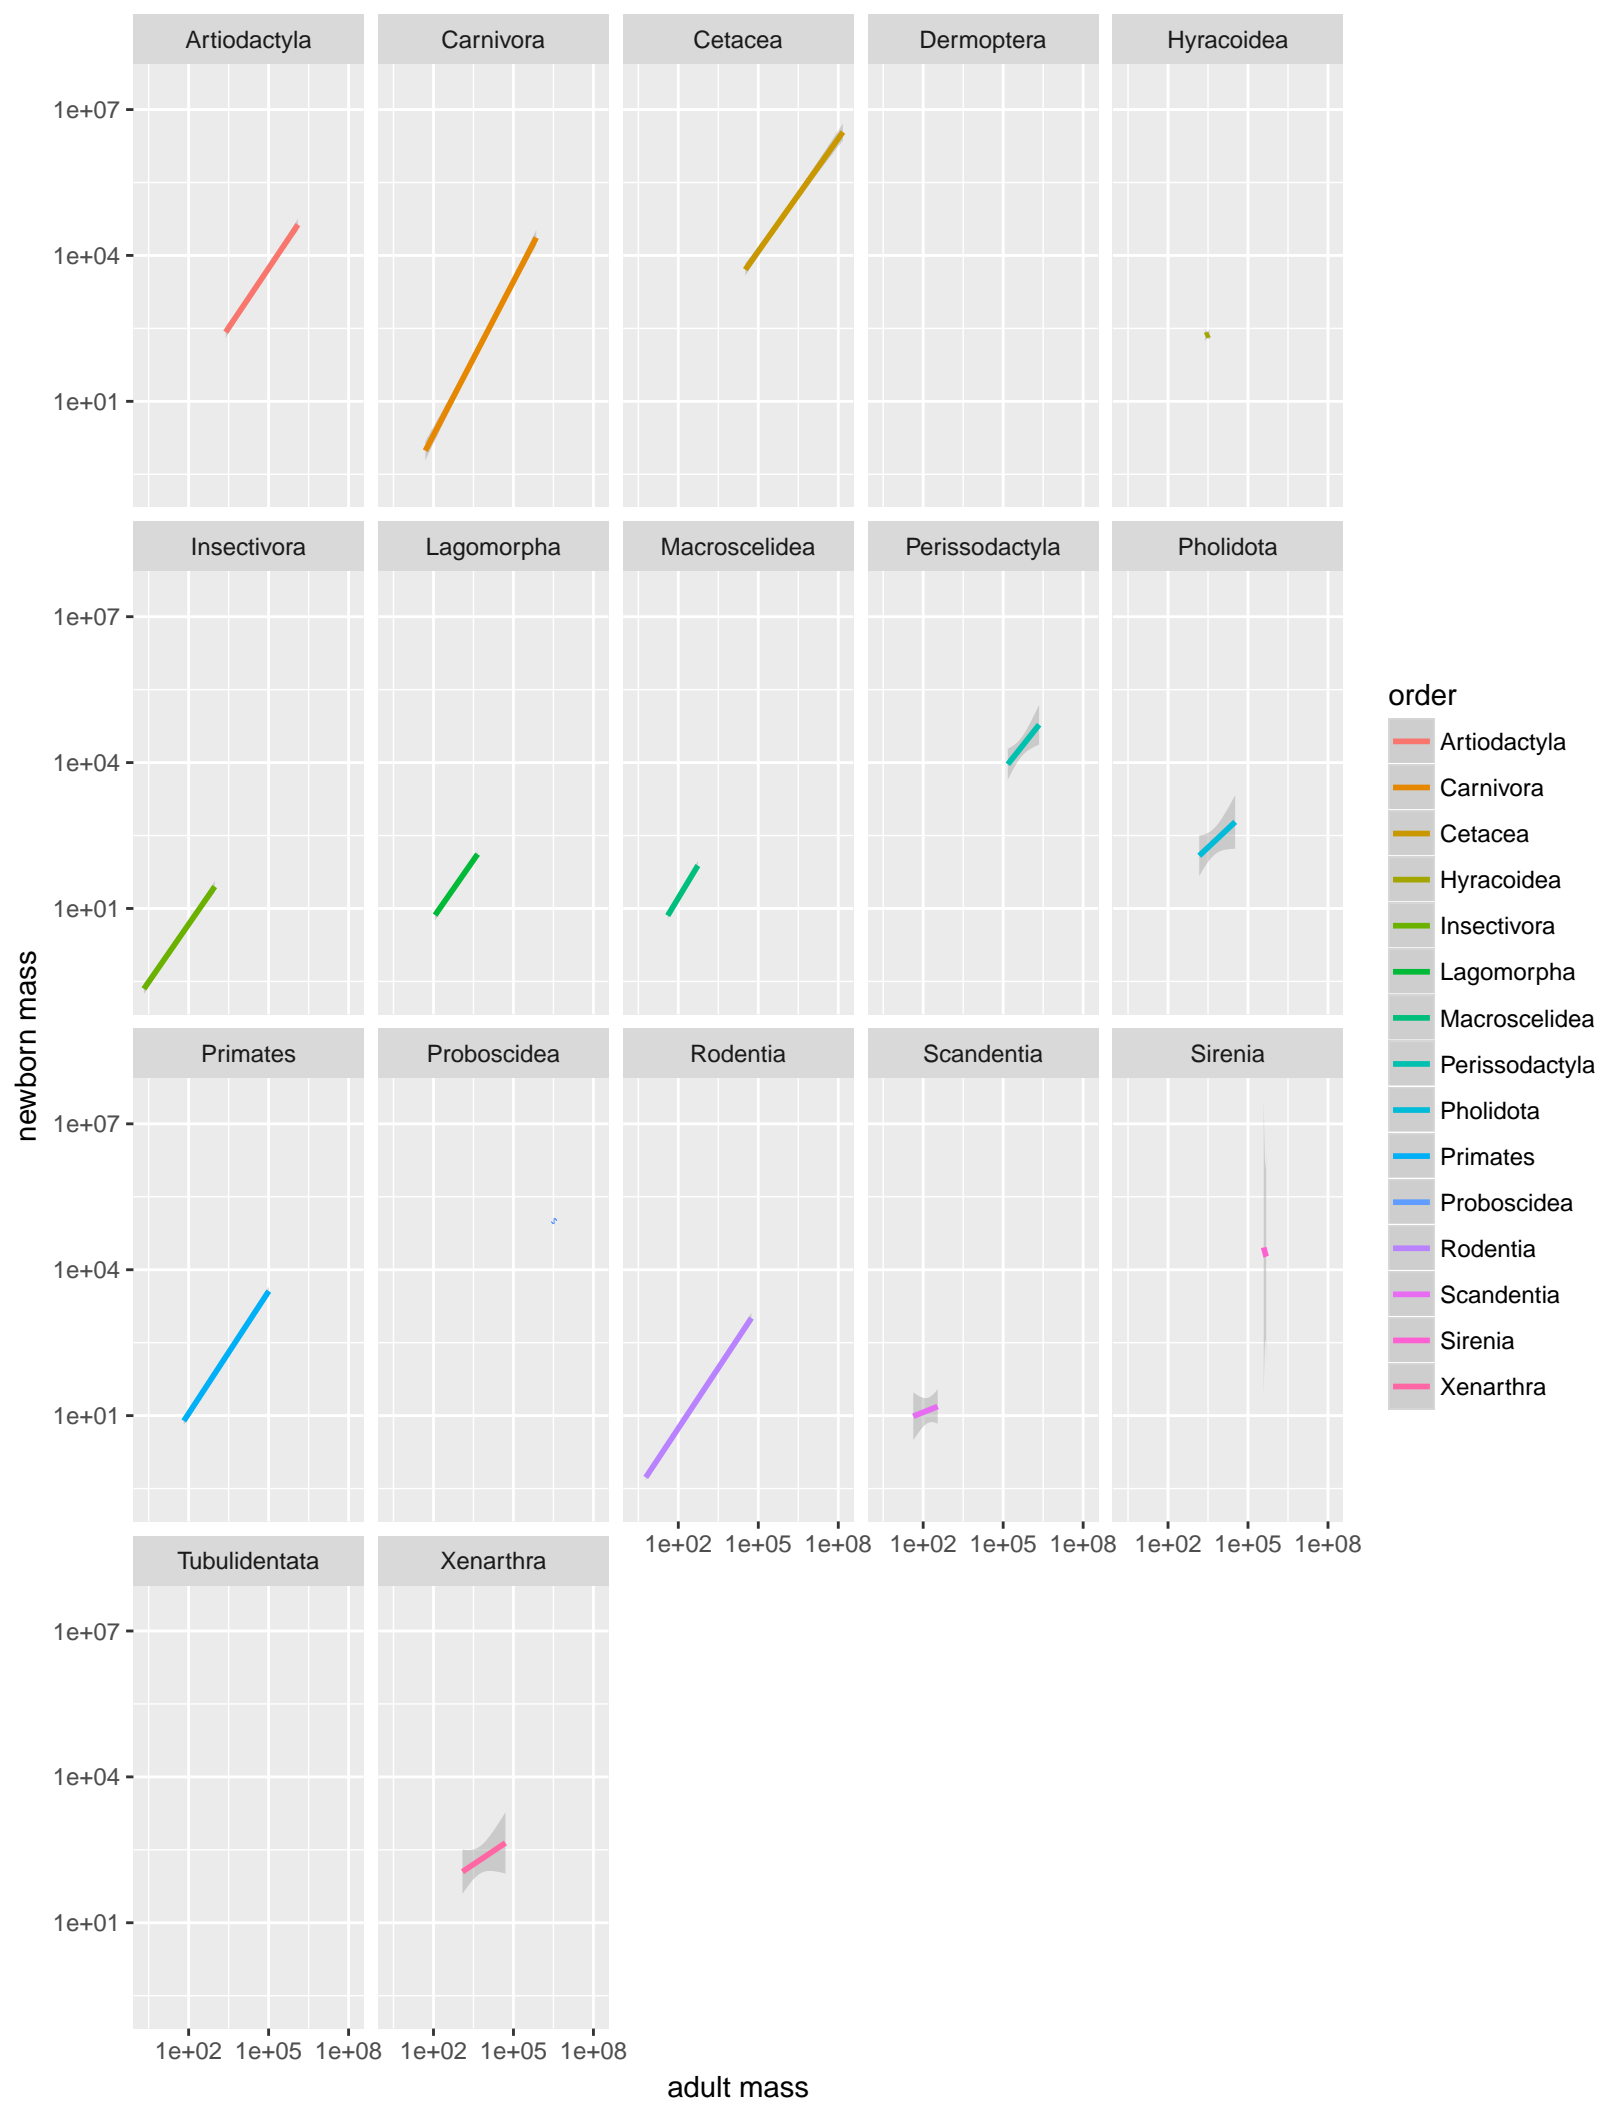 Artiodactyla Carnivora Cetacea Dermoptera Hyracoidea
1e+07
1e+04
1e+01
Insectivora Lagomorpha Macroscelidea Perissodactyla Pholidota
1e+07
1e+04
1e+01
Primates Proboscidea Rodentia Scandentia Sirenia
1e+07
1e+04
1e+01
1e+02 1e+05 1e+08 1e+02 1e+05 1e+08 1e+02 1e+05 1e+08
Tubulidentata Xenarthra
1e+07
1e+04
1e+01
1e+02 1e+05 1e+08 1e+02 1e+05 1e+08
adult mass
newborn mass
order
Artiodactyla
Carnivora
Cetacea
Hyracoidea
Insectivora
Lagomorpha
Macroscelidea
Perissodactyla
Pholidota
Primates
Proboscidea
Rodentia
Scandentia
Sirenia
Xenarthra